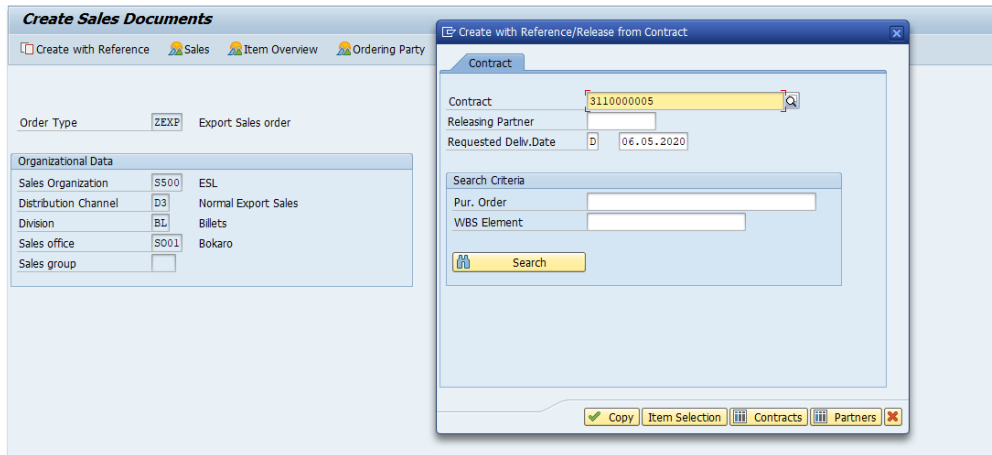 Create Sales Documents
Create with Reference Sales Item Overview Ordering Party
Order Type ZEXP Export Sales order
Organizational Data
Sales Organization S500 ESL
Distribution Channel D3 Normal Export Sales
Division BL Billets
Sales office SO01 Bokaro
Sales group
Create with Reference/Release from Contract
Contract
Contract 3110000005
Releasing Partner
Requested Deliv.Date D 06.05.2020
Search Criteria
Pur. Order
WBS Element
Search
Copy Item Selection Contracts Partners